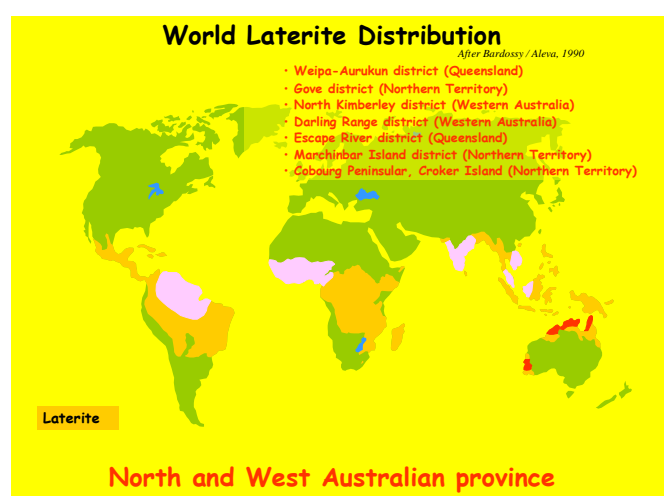 World Laterite Distribution
After Bardossy / Aleva, 1990
· Weipa-Aurukun district (Queensland)
· Gove district (Northern Territory)
· North Kimberley district (Western Australia)
· Darling Range district (Western Australia)
· Escape River district (Queensland)
· Marchinbar Island district (Northern Territory)
· Cobourg Peninsular, Croker Island (Northern Territory)
Laterite
North and West Australian province